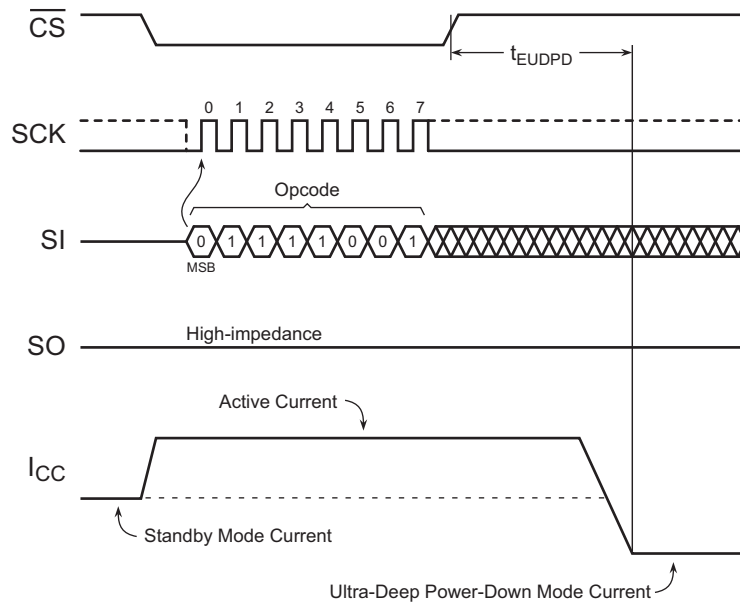 CS
tEUDPD
0 1 2 3 4 5 6 7
SCK
Opcode
SI
0 1 1 1 1 0 0 1
MSB
High-impedance
SO
Active Current
ICC
Standby Mode Current
Ultra-Deep Power-Down Mode Current